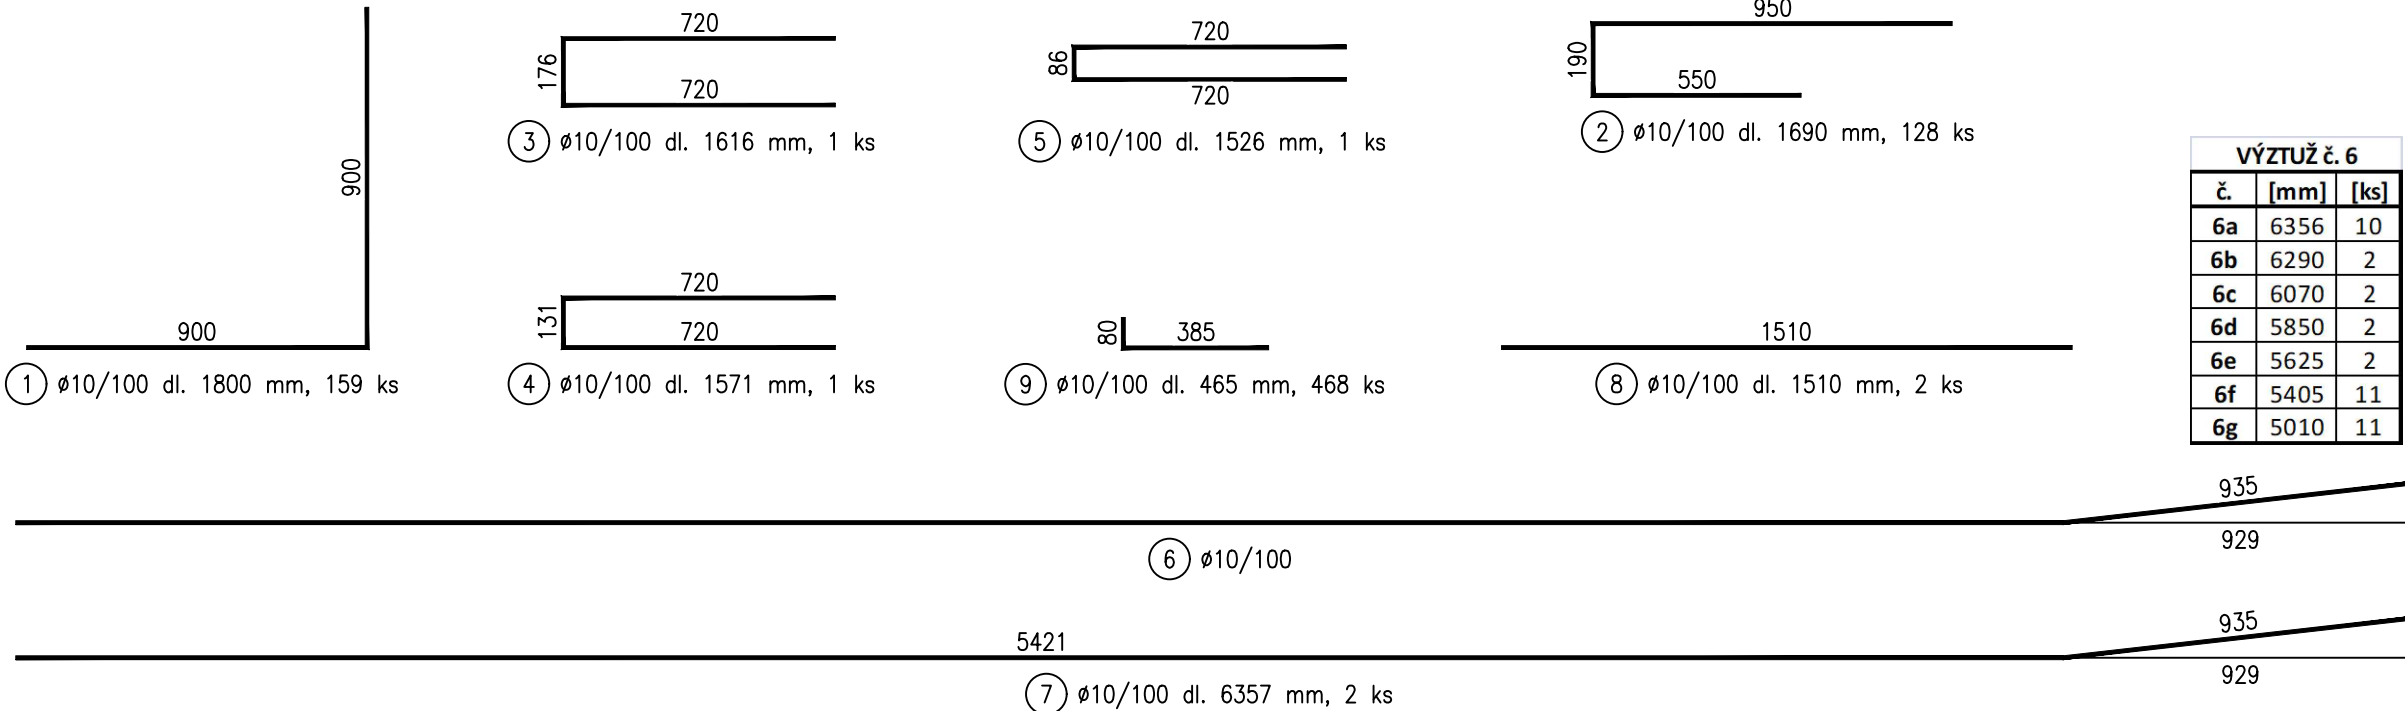 900
900
1 ø10/100 dl. 1800 mm, 159 ks
720
176
720
3 ø10/100 dl. 1616 mm, 1 ks
720
131
720
4 ø10/100 dl. 1571 mm, 1 ks
720
86
720
5 ø10/100 dl. 1526 mm, 1 ks
80
385
9 ø10/100 dl. 465 mm, 468 ks
950
190
550
2 ø10/100 dl. 1690 mm, 128 ks
1510
8 ø10/100 dl. 1510 mm, 2 ks
VÝZTUŽ č. 6
č. [mm] [ks]
6a 6356 10
6b 6290 2
6c 6070 2
6d 5850 2
6e 5625 2
6f 5405 11
6g 5010 11
935
929
6 ø10/100
5421
935
929
7 ø10/100 dl. 6357 mm, 2 ks